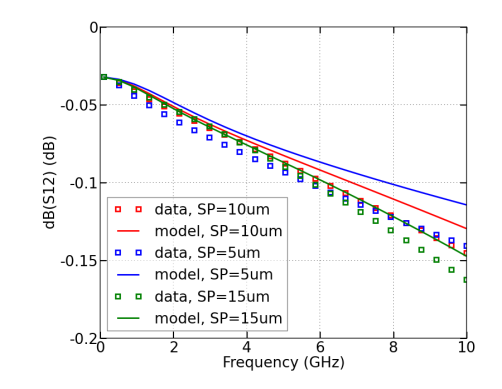 0
-0.05
-0.1
-0.15
-0.2
dB(S12) (dB)
data, SP=10um
model, SP=10um
data, SP=5um
model, SP=5um
data, SP=15um
model, SP=15um
0 2 4 6 8 10
Frequency (GHz)